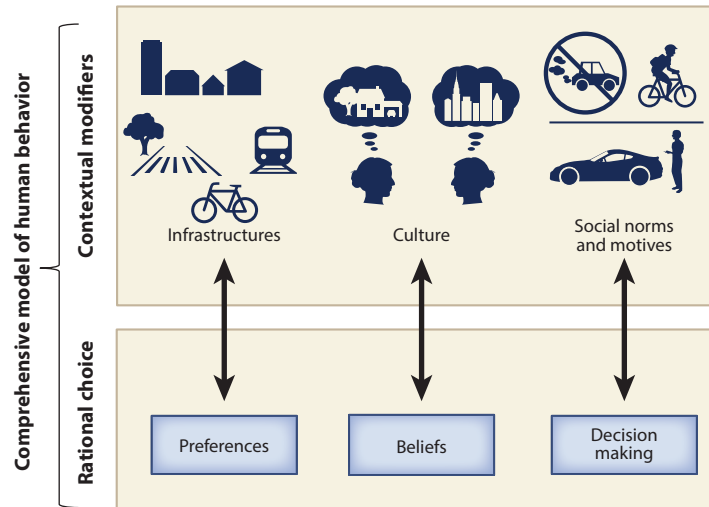 Comprehensive model of human behavior
Contextual modifiers
Infrastructures
Culture
Social norms
and motives
Rational choice
Preferences
Beliefs
Decision
making